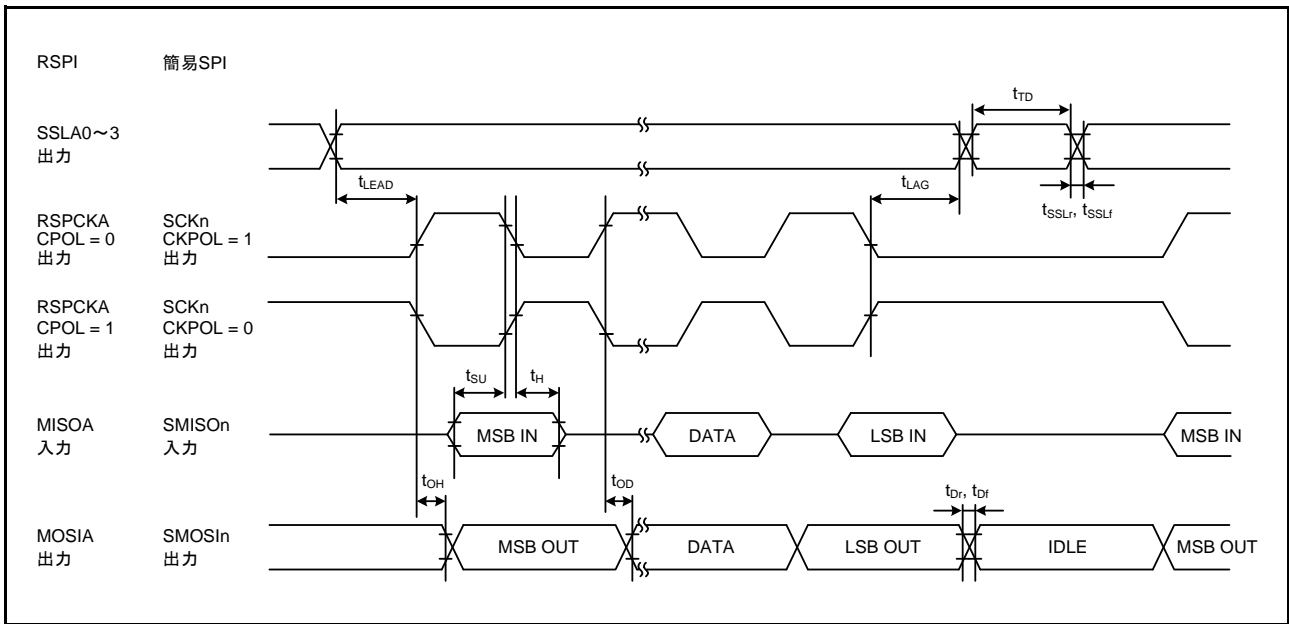 RSPI 簡易SPI
tTD
SSLA0～3
出力
tLEAD
tLAG
tSSLr, tSSLf
RSPCKA SCKn
CPOL = 0 CKPOL = 1
出力 出力
RSPCKA SCKn
CPOL = 1 CKPOL = 0
出力 出力
tSU tH
MISOA SMISOn
入力 入力
MSB IN DATA LSB IN MSB IN
tOH tOD tDr, tDf
MOSIA SMOSIn
出力 出力
MSB OUT DATA LSB OUT IDLE MSB OUT